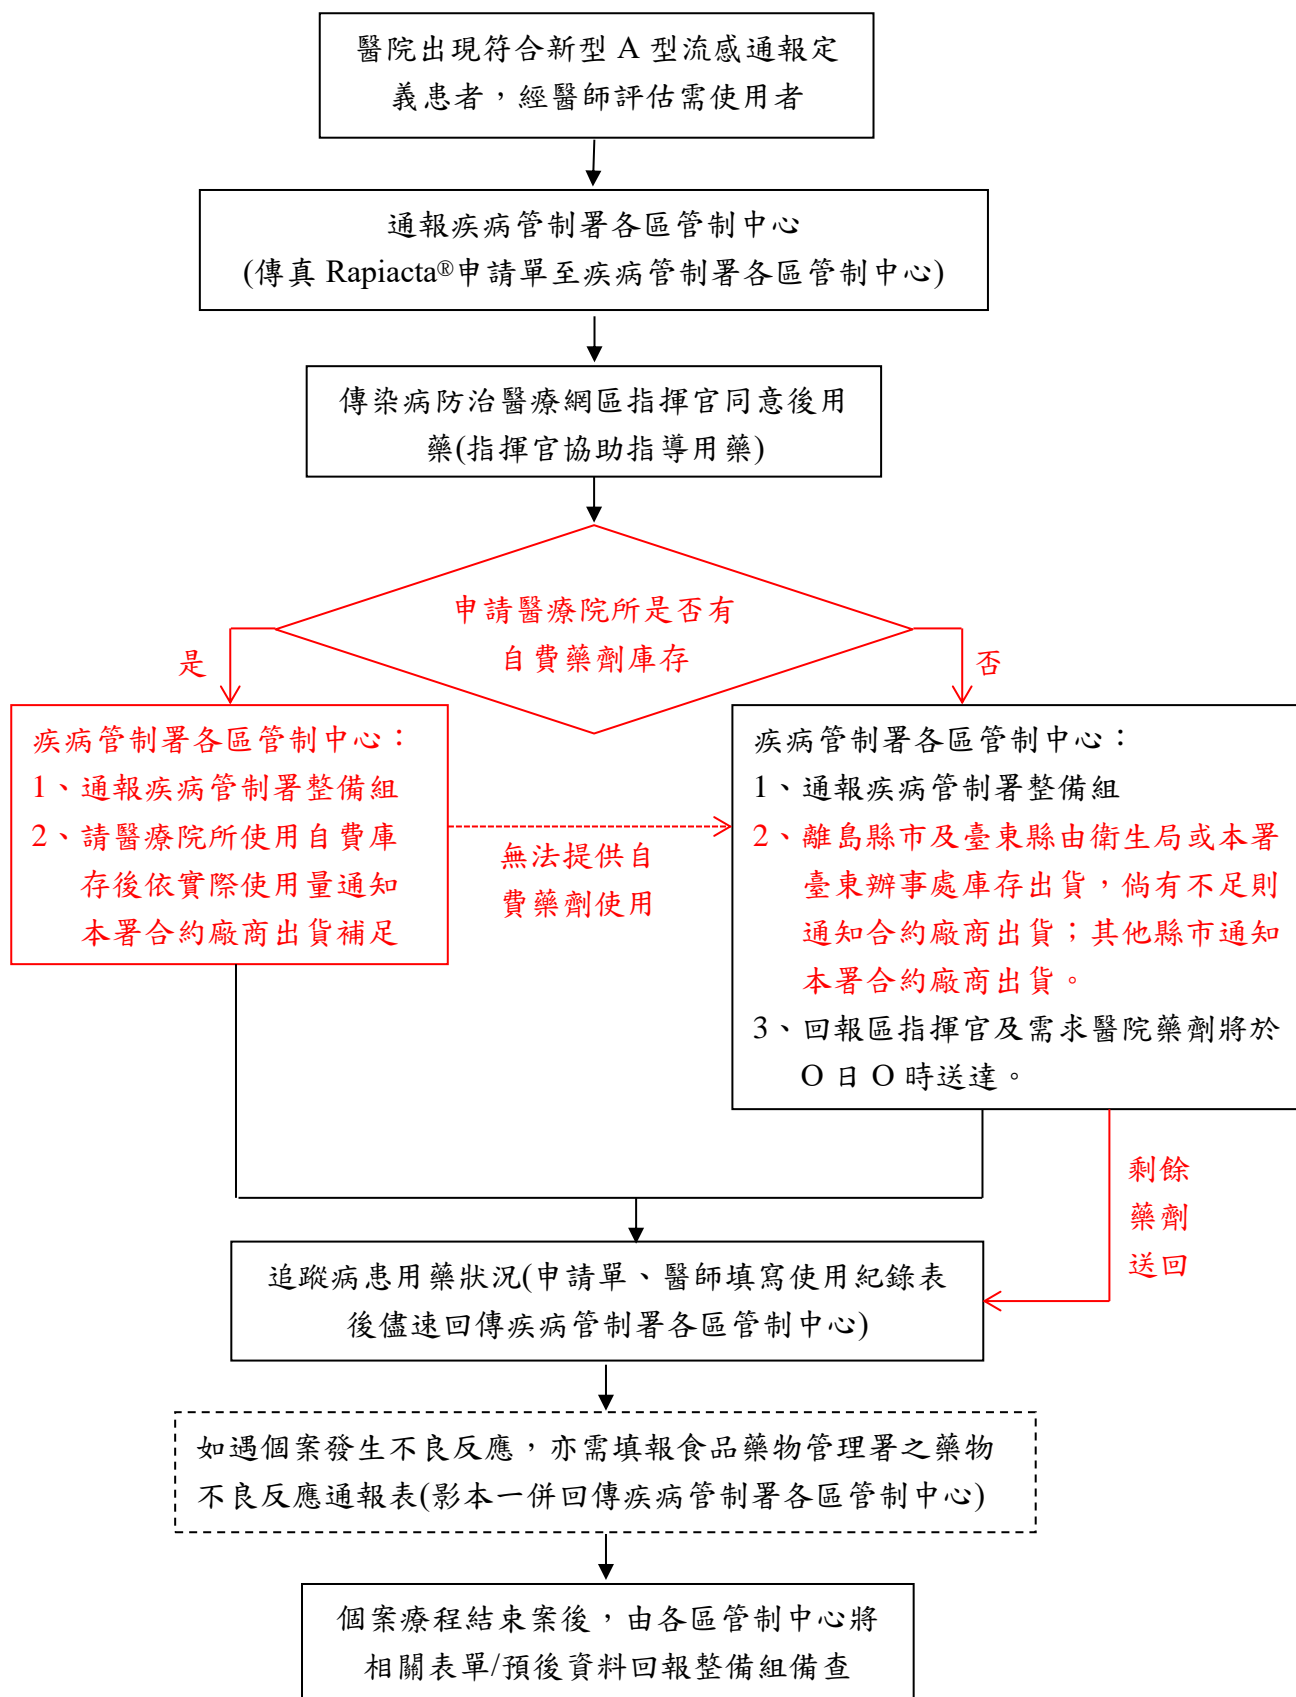 醫院出現符合新型 A 型流感通報定
義患者，經醫師評估需使用者
通報疾病管制署各區管制中心
(傳真 Rapiacta®申請單至疾病管制署各區管制中心)
傳染病防治醫療網區指揮官同意後用
藥(指揮官協助指導用藥)
申請醫療院所是否有
自費藥劑庫存
是
否
疾病管制署各區管制中心：
1、通報疾病管制署整備組
2、請醫療院所使用自費庫
存後依實際使用量通知
本署合約廠商出貨補足
無法提供自
費藥劑使用
疾病管制署各區管制中心：
1、通報疾病管制署整備組
2、離島縣市及臺東縣由衛生局或本署
臺東辦事處庫存出貨，倘有不足則
通知合約廠商出貨；其他縣市通知
本署合約廠商出貨。
3、回報區指揮官及需求醫院藥劑將於
O 日 O 時送達。
剩餘
藥劑
送回
追蹤病患用藥狀況(申請單、醫師填寫使用紀錄表
後儘速回傳疾病管制署各區管制中心)
如遇個案發生不良反應，亦需填報食品藥物管理署之藥物
不良反應通報表(影本一併回傳疾病管制署各區管制中心)
個案療程結束案後，由各區管制中心將
相關表單/預後資料回報整備組備查